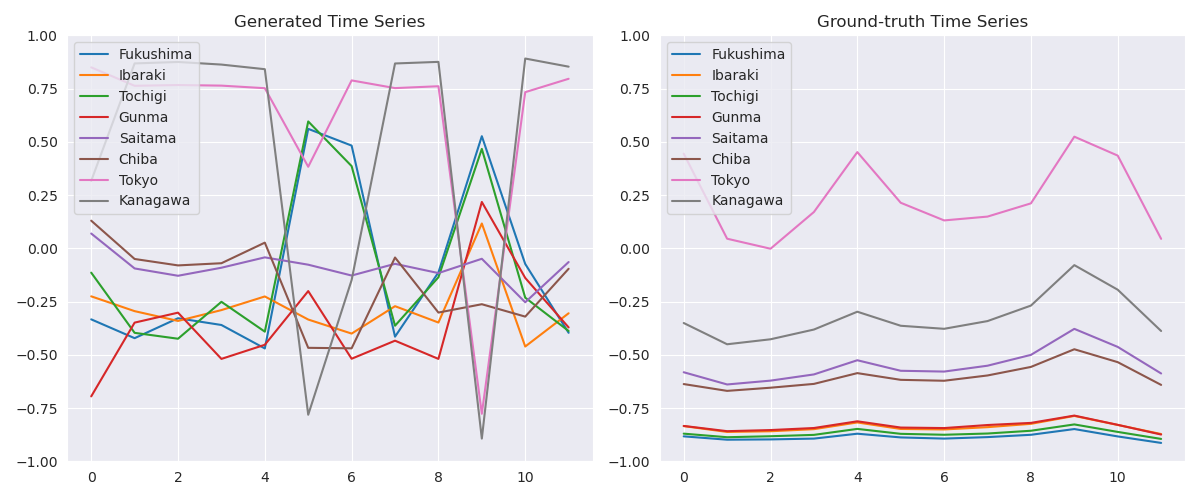 Generated Time Series
1.00
0.75
0.50
0.25
0.00
−0.25
−0.50
−0.75
−1.00
0 2 4 6 8 10
Fukushima
Ibaraki
Tochigi
Gunma
Saitama
Chiba
Tokyo
Kanagawa
Ground-truth Time Series
1.00
0.75
0.50
0.25
0.00
−0.25
−0.50
−0.75
−1.00
0 2 4 6 8 10
Fukushima
Ibaraki
Tochigi
Gunma
Saitama
Chiba
Tokyo
Kanagawa